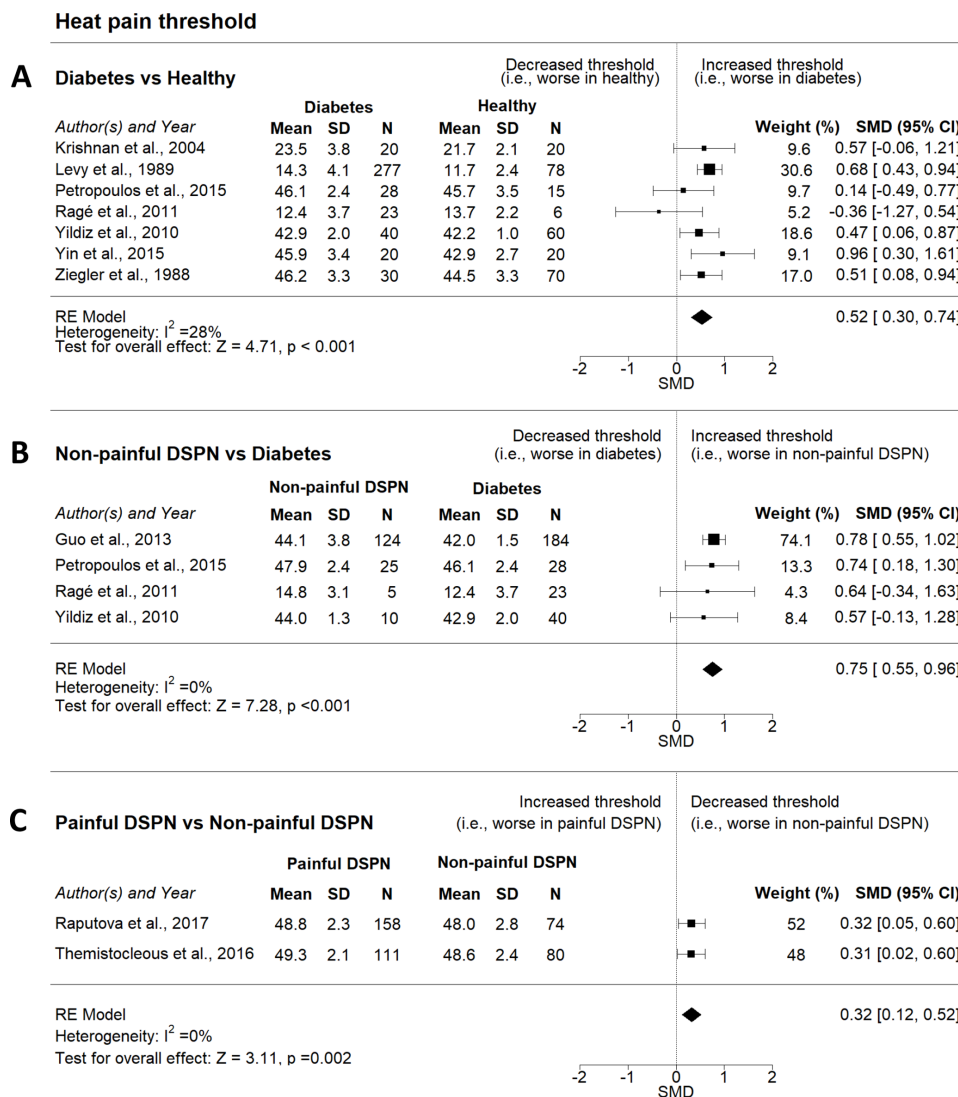 Heat pain threshold
A Diabetes vs Healthy
Decreased threshold
(i.e., worse in healthy)
Increased threshold
(i.e., worse in diabetes)
Diabetes Healthy
Author(s) and Year Mean SD N Mean SD N Weight (%) SMD (95% CI)
Krishnan et al., 2004 23.5 3.8 20 21.7 2.1 20 9.6 0.57 [-0.06, 1.21]
Levy et al., 1989 14.3 4.1 277 11.7 2.4 78 30.6 0.68 [ 0.43, 0.94]
Petropoulos et al., 2015 46.1 2.4 28 45.7 3.5 15 9.7 0.14 [-0.49, 0.77]
Ragé et al., 2011 12.4 3.7 23 13.7 2.2 6 5.2 -0.36 [-1.27, 0.54]
Yildiz et al., 2010 42.9 2.0 40 42.2 1.0 60 18.6 0.47 [ 0.06, 0.87]
Yin et al., 2015 45.9 3.4 20 42.9 2.7 20 9.1 0.96 [ 0.30, 1.61]
Ziegler et al., 1988 46.2 3.3 30 44.5 3.3 70 17.0 0.51 [ 0.08, 0.94]
RE Model 0.52 [ 0.30, 0.74]
Heterogeneity: I² =28%
Test for overall effect: Z = 4.71, p < 0.001
-2 -1 0 1 2
SMD
B Non-painful DSPN vs Diabetes
Decreased threshold
(i.e., worse in diabetes)
Increased threshold
(i.e., worse in non-painful DSPN)
Non-painful DSPN Diabetes
Author(s) and Year Mean SD N Mean SD N Weight (%) SMD (95% CI)
Guo et al., 2013 44.1 3.8 124 42.0 1.5 184 74.1 0.78 [ 0.55, 1.02]
Petropoulos et al., 2015 47.9 2.4 25 46.1 2.4 28 13.3 0.74 [ 0.18, 1.30]
Ragé et al., 2011 14.8 3.1 5 12.4 3.7 23 4.3 0.64 [-0.34, 1.63]
Yildiz et al., 2010 44.0 1.3 10 42.9 2.0 40 8.4 0.57 [-0.13, 1.28]
RE Model 0.75 [ 0.55, 0.96]
Heterogeneity: I² =0%
Test for overall effect: Z = 7.28, p <0.001
-2 -1 0 1 2
SMD
C Painful DSPN vs Non-painful DSPN
Increased threshold
(i.e., worse in painful DSPN)
Decreased threshold
(i.e., worse in non-painful DSPN)
Painful DSPN Non-painful DSPN
Author(s) and Year Mean SD N Mean SD N Weight (%) SMD (95% CI)
Raputova et al., 2017 48.8 2.3 158 48.0 2.8 74 52 0.32 [0.05, 0.60]
Themistocleous et al., 2016 49.3 2.1 111 48.6 2.4 80 48 0.31 [0.02, 0.60]
RE Model 0.32 [0.12, 0.52]
Heterogeneity: I² =0%
Test for overall effect: Z = 3.11, p =0.002
-2 -1 0 1 2
SMD